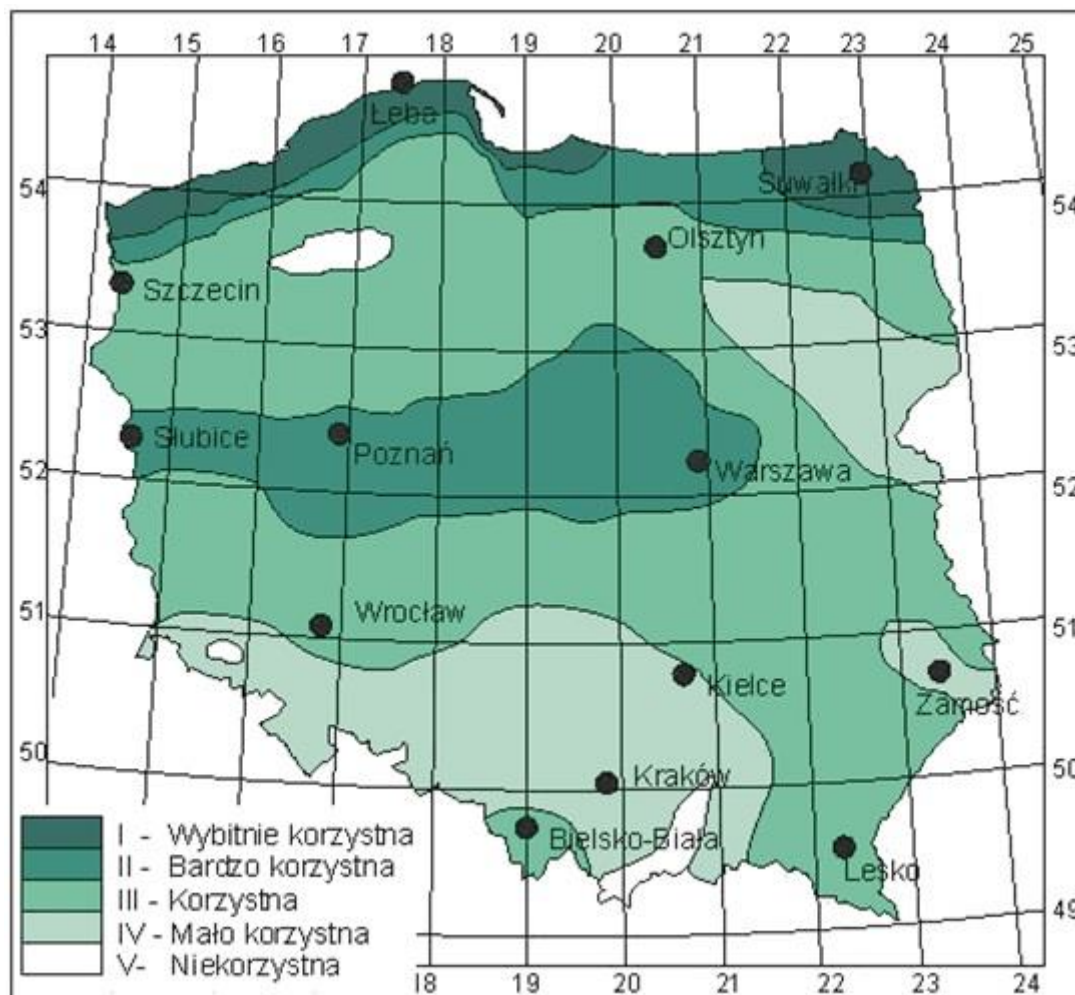 14 15 16 17 18 19 20 21 22 23 24 25
Łeba
54 Suwałki 54
Olsztyn
Szczecin
53 53
Słubice Poznań Warszawa
52 52
51 Wrocław 51
Kielce Zamość
50 Kraków 50
I - Wybitnie korzystna
II - Bardzo korzystna Bielsko-Biała
III - Korzystna Lesko
IV - Mało korzystna 49
V- Niekorzystna
18 19 20 21 22 23 24